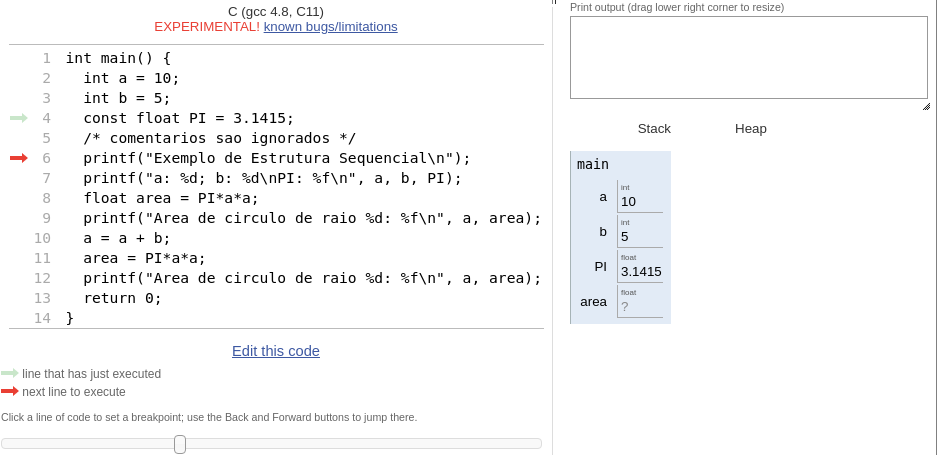 C (gcc 4.8, C11)
EXPERIMENTAL! known bugs/limitations
1 int main() {
2 int a = 10;
3 int b = 5;
4 const float PI = 3.1415;
5 /* comentarios sao ignorados */
6 printf("Exemplo de Estrutura Sequencial\n");
7 printf("a: %d; b: %d\nPI: %f\n", a, b, PI);
8 float area = PI*a*a;
9 printf("Area de circulo de raio %d: %f\n", a, area);
10 a = a + b;
11 area = PI*a*a;
12 printf("Area de circulo de raio %d: %f\n", a, area);
13 return 0;
14 }
Edit this code
line that has just executed
next line to execute
Click a line of code to set a breakpoint; use the Back and Forward buttons to jump there.
Print output (drag lower right corner to resize)
Stack Heap
main
int
a 10
int
b 5
float
PI 3.1415
float
area ?